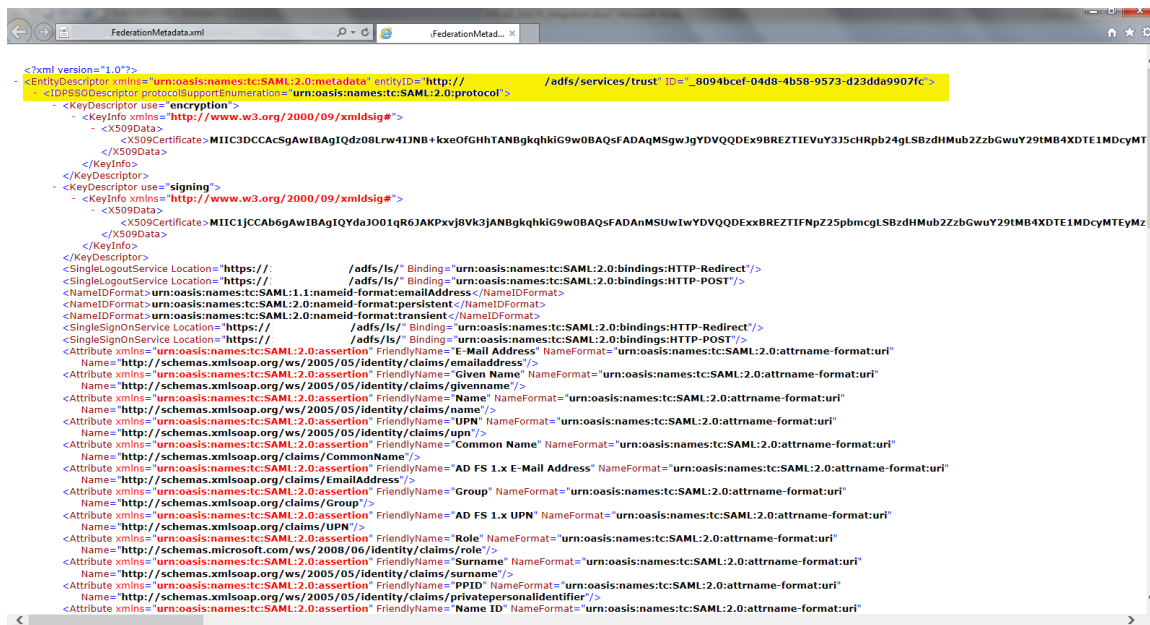 FederationMetadata.xml
FederationMetad...
<?xml version="1.0"?>
- <EntityDescriptor xmlns="urn:oasis:names:tc:SAML:2.0:metadata" entityID="http:// /adfs/services/trust" ID="_8094bcef-04d8-4b58-9573-d23dda9907fc">
- <IDPSSGDescriptor protocolSupportEnumeration="urn:oasis:names:tc:SAML:2.0:protocol">
- <KeyDescriptor use="encryption">
- <KeyInfo xmlns="http://www.w3.org/2000/09/xmldsig#">
- <X509Data>
<X509Certificate>MIIC3DCCAcSgAwIBAgIQdz08Lrw4IJNB+kxeOfGHhTANBgkqhkiG9w0BAQsFADAqMSgwJgYDVQQDEx9BREZTIEVuY3J5cHRpb24gLSBzdHMub2ZzbGwuY29tMB4XDTE1MDcyMT
</X509Data>
</KeyInfo>
</KeyDescriptor>
- <KeyDescriptor use="signing">
- <KeyInfo xmlns="http://www.w3.org/2000/09/xmldsig#">
- <X509Data>
<X509Certificate>MIIC1jCCAb6gAwIBAgIQYdaJO01qR6JAKPxvj8Vk3jANBgkqhkiG9w0BAQsFADAnMSUwIwYDVQQDExxBREZTIFNpZ25pbmcgLSBzdHMub2ZzbGwuY29tMB4XDTE1MDcyMTEyMz
</X509Data>
</KeyInfo>
</KeyDescriptor>
<SingleLogoutService Location="https:// /adfs/ls/" Binding="urn:oasis:names:tc:SAML:2.0:bindings:HTTP-Redirect"/>
<SingleLogoutService Location="https:// /adfs/ls/" Binding="urn:oasis:names:tc:SAML:2.0:bindings:HTTP-POST"/>
<NameIDFormat>urn:oasis:names:tc:SAML:1.1:nameid-format:emailAddress</NameIDFormat>
<NameIDFormat>urn:oasis:names:tc:SAML:2.0:nameid-format:persistent</NameIDFormat>
<NameIDFormat>urn:oasis:names:tc:SAML:2.0:nameid-format:transient</NameIDFormat>
<SingleSignOnService Location="https:// /adfs/ls/" Binding="urn:oasis:names:tc:SAML:2.0:bindings:HTTP-Redirect"/>
<SingleSignOnService Location="https:// /adfs/ls/" Binding="urn:oasis:names:tc:SAML:2.0:bindings:HTTP-POST"/>
<Attribute xmlns="urn:oasis:names:tc:SAML:2.0:assertion" FriendlyName="E-Mail Address" NameFormat="urn:oasis:names:tc:SAML:2.0:attrname-format:uri"
Name="http://schemas.xmlsoap.org/ws/2005/05/identity/claims/emailaddress"/>
<Attribute xmlns="urn:oasis:names:tc:SAML:2.0:assertion" FriendlyName="Given Name" NameFormat="urn:oasis:names:tc:SAML:2.0:attrname-format:uri"
Name="http://schemas.xmlsoap.org/ws/2005/05/identity/claims/givenname"/>
<Attribute xmlns="urn:oasis:names:tc:SAML:2.0:assertion" FriendlyName="Name" NameFormat="urn:oasis:names:tc:SAML:2.0:attrname-format:uri"
Name="http://schemas.xmlsoap.org/ws/2005/05/identity/claims/name"/>
<Attribute xmlns="urn:oasis:names:tc:SAML:2.0:assertion" FriendlyName="UPN" NameFormat="urn:oasis:names:tc:SAML:2.0:attrname-format:uri"
Name="http://schemas.xmlsoap.org/ws/2005/05/identity/claims/upn"/>
<Attribute xmlns="urn:oasis:names:tc:SAML:2.0:assertion" FriendlyName="Common Name" NameFormat="urn:oasis:names:tc:SAML:2.0:attrname-format:uri"
Name="http://schemas.xmlsoap.org/claims/CommonName"/>
<Attribute xmlns="urn:oasis:names:tc:SAML:2.0:assertion" FriendlyName="AD FS 1.x E-Mail Address" NameFormat="urn:oasis:names:tc:SAML:2.0:attrname-format:uri"
Name="http://schemas.xmlsoap.org/claims/EmailAddress"/>
<Attribute xmlns="urn:oasis:names:tc:SAML:2.0:assertion" FriendlyName="Group" NameFormat="urn:oasis:names:tc:SAML:2.0:attrname-format:uri"
Name="http://schemas.xmlsoap.org/claims/Group"/>
<Attribute xmlns="urn:oasis:names:tc:SAML:2.0:assertion" FriendlyName="AD FS 1.x UPN" NameFormat="urn:oasis:names:tc:SAML:2.0:attrname-format:uri"
Name="http://schemas.xmlsoap.org/claims/UPN"/>
<Attribute xmlns="urn:oasis:names:tc:SAML:2.0:assertion" FriendlyName="Role" NameFormat="urn:oasis:names:tc:SAML:2.0:attrname-format:uri"
Name="http://schemas.microsoft.com/ws/2008/06/identity/claims/role"/>
<Attribute xmlns="urn:oasis:names:tc:SAML:2.0:assertion" FriendlyName="Surname" NameFormat="urn:oasis:names:tc:SAML:2.0:attrname-format:uri"
Name="http://schemas.xmlsoap.org/ws/2005/05/identity/claims/surname"/>
<Attribute xmlns="urn:oasis:names:tc:SAML:2.0:assertion" FriendlyName="PPID" NameFormat="urn:oasis:names:tc:SAML:2.0:attrname-format:uri"
Name="http://schemas.xmlsoap.org/ws/2005/05/identity/claims/privatepersonalidentifier"/>
<Attribute xmlns="urn:oasis:names:tc:SAML:2.0:assertion" FriendlyName="Name ID" NameFormat="urn:oasis:names:tc:SAML:2.0:attrname-format:uri"